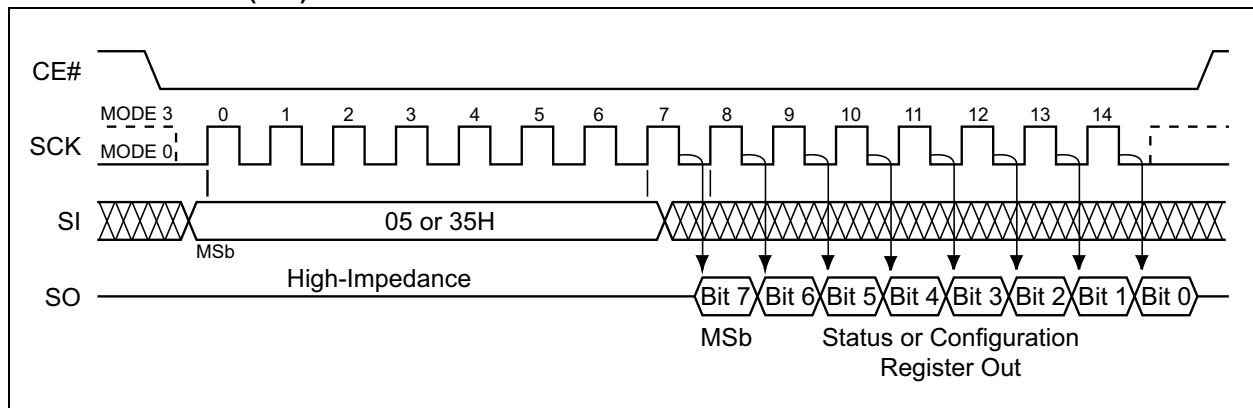 CE#
MODE 3 0 1 2 3 4 5 6 7 8 9 10 11 12 13 14
SCK
MODE 0
SI 05 or 35H
MSb
High-Impedance
SO Bit 7 Bit 6 Bit 5 Bit 4 Bit 3 Bit 2 Bit 1 Bit 0
MSb Status or Configuration
Register Out